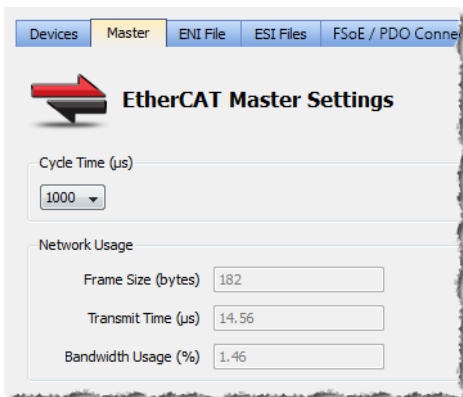 Devices Master ENI File ESI Files FSoE / PDO
EtherCAT Master Settings
Cycle Time (µs)
1000
Network Usage
Frame Size (bytes) 182
Transmit Time (µs) 14.56
Bandwidth Usage (%) 1.46